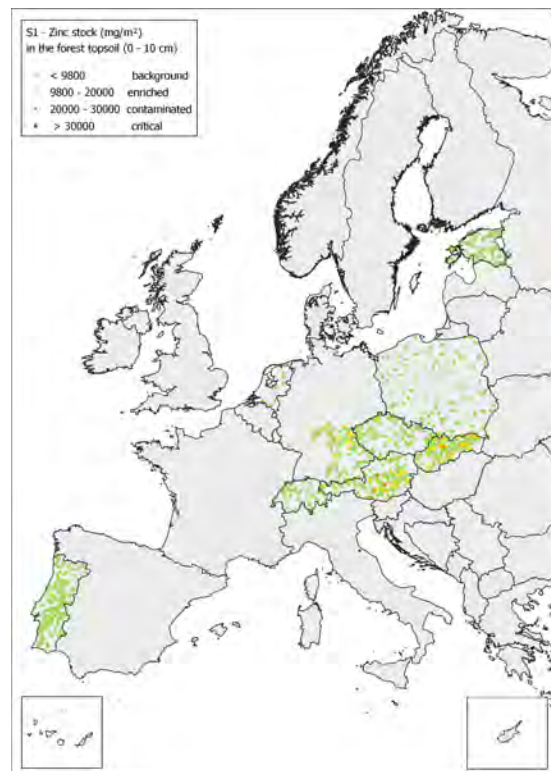 S1 - Zinc stock (mg/m²)
in the forest topsoil (0 - 10 cm)
< 9800 background
9800 - 20000 enriched
20000 - 30000 contaminated
> 30000 critical